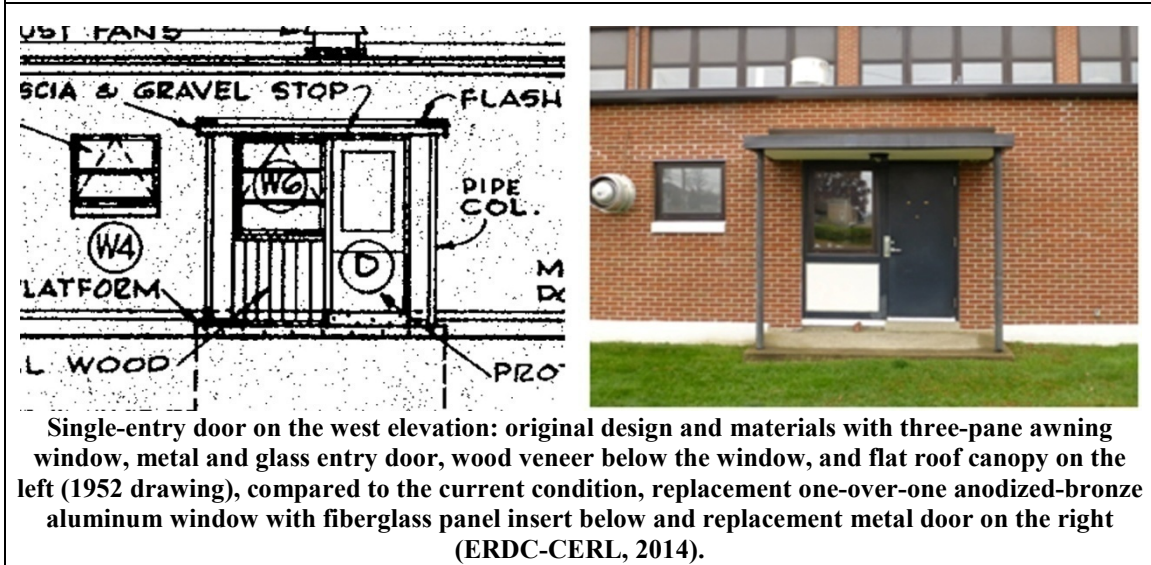 UST FANS
SCIA & GRAVEL STOP
FLASH
W6
PIPE
COL.
W4
D
LATFORM
M
DO
L WOOD
PROT
Single-entry door on the west elevation: original design and materials with three-pane awning
window, metal and glass entry door, wood veneer below the window, and flat roof canopy on the
left (1952 drawing), compared to the current condition, replacement one-over-one anodized-bronze
aluminum window with fiberglass panel insert below and replacement metal door on the right
(ERDC-CERL, 2014).